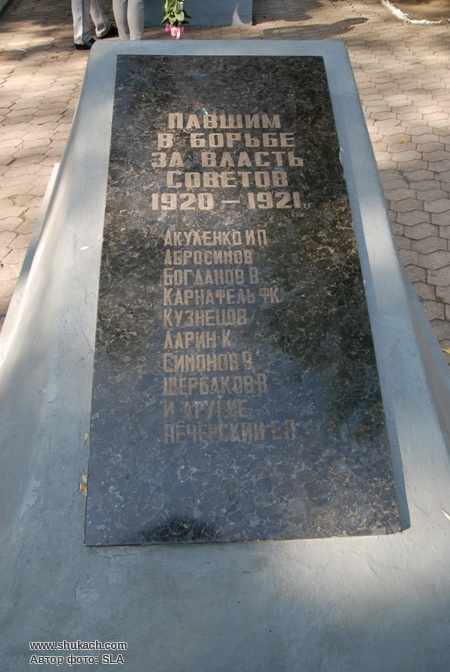 ПАВШИМ
В БОРЬБЕ
ЗА ВЛАСТЬ
СОВЕТОВ
1920 – 1921
АКУЛЕНКО И П
АБРОСИМОВ
БОГДАНОВ В
КАРНАФЕЛЬ Ф К
КУЗНЕЦОВ
ЛАРИН К
СИМОНОВ В
ЩЕРБАКОВ В
И ДРУГИЕ
ПЕЧЕРСКИЙ Е П
www.shukach.com
Автор фото: SLA